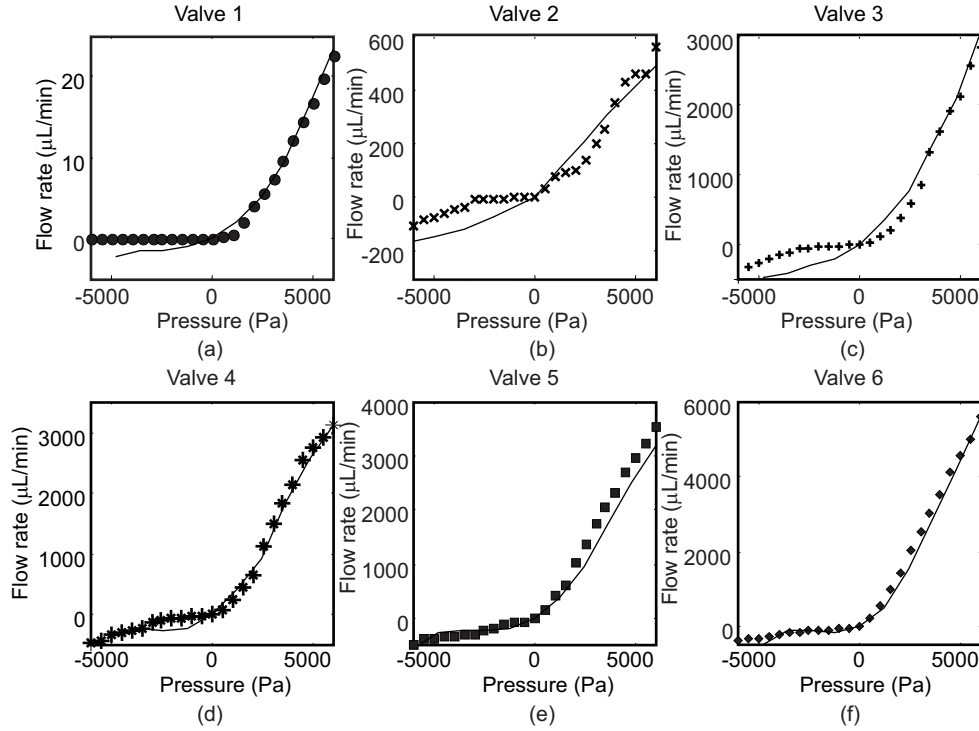 Valve 1
Flow rate (μL/min)
20
10
0
-5000 0 5000
Pressure (Pa)
(a)
Valve 2
Flow rate (μL/min)
600
400
200
0
-200
-5000 0 5000
Pressure (Pa)
(b)
Valve 3
Flow rate (μL/min)
3000
2000
1000
0
-5000 0 5000
Pressure (Pa)
(c)
Valve 4
Flow rate (μL/min)
3000
2000
1000
0
-5000 0 5000
Pressure (Pa)
(d)
Valve 5
Flow rate (μL/min)
4000
3000
2000
1000
0
-5000 0 5000
Pressure (Pa)
(e)
Valve 6
Flow rate (μL/min)
6000
4000
2000
0
-5000 0 5000
Pressure (Pa)
(f)